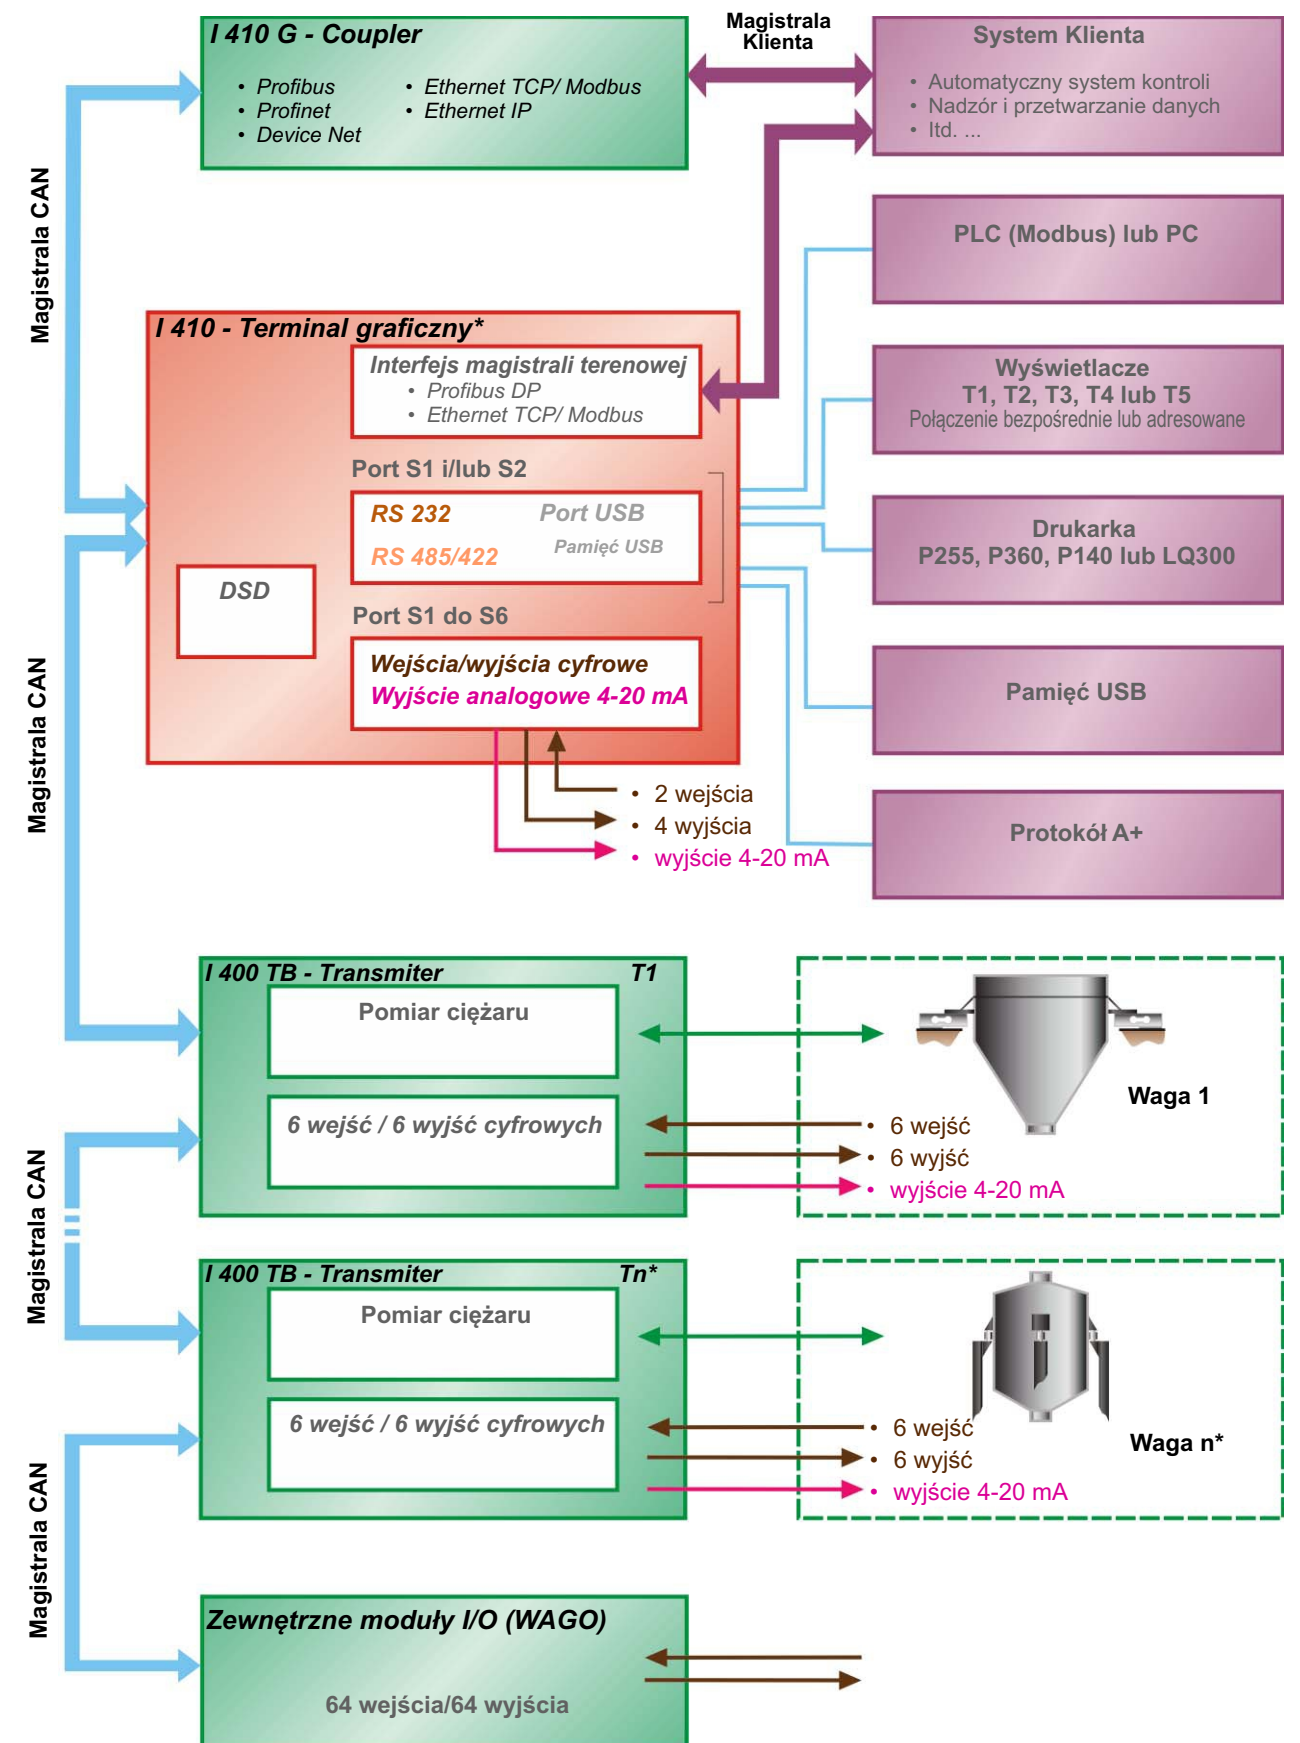 I 410 G - Coupler
• Profibus
• Profinet
• Device Net
• Ethernet TCP/ Modbus
• Ethernet IP
Magistrala
Klienta
System Klienta
• Automatyczny system kontroli
• Nadzór i przetwarzanie danych
• Itd. ...
Magistrala CAN
PLC (Modbus) lub PC
I 410 - Terminal graficzny*
Interfejs magistrali terenowej
• Profibus DP
• Ethernet TCP/ Modbus
Wyświetlacze
T1, T2, T3, T4 lub T5
Połączenie bezpośrednie lub adresowane
Port S1 i/lub S2
RS 232
Port USB
RS 485/422
Pamięć USB
Drukarka
P255, P360, P140 lub LQ300
DSD
Port S1 do S6
Wejścia/wyjścia cyfrowe
Wyjście analogowe 4-20 mA
Pamięć USB
Magistrala CAN
• 2 wejścia
• 4 wyjścia
• wyjście 4-20 mA
Protokół A+
I 400 TB - Transmiter
T1
Pomiar ciężaru
6 wejść / 6 wyjść cyfrowych
Waga 1
• 6 wejść
• 6 wyjść
• wyjście 4-20 mA
Magistrala CAN
I 400 TB - Transmiter
Tn*
Pomiar ciężaru
6 wejść / 6 wyjść cyfrowych
• 6 wejść
• 6 wyjść
• wyjście 4-20 mA
Waga n*
Magistrala CAN
Zewnętrzne moduły I/O (WAGO)
64 wejścia/64 wyjścia